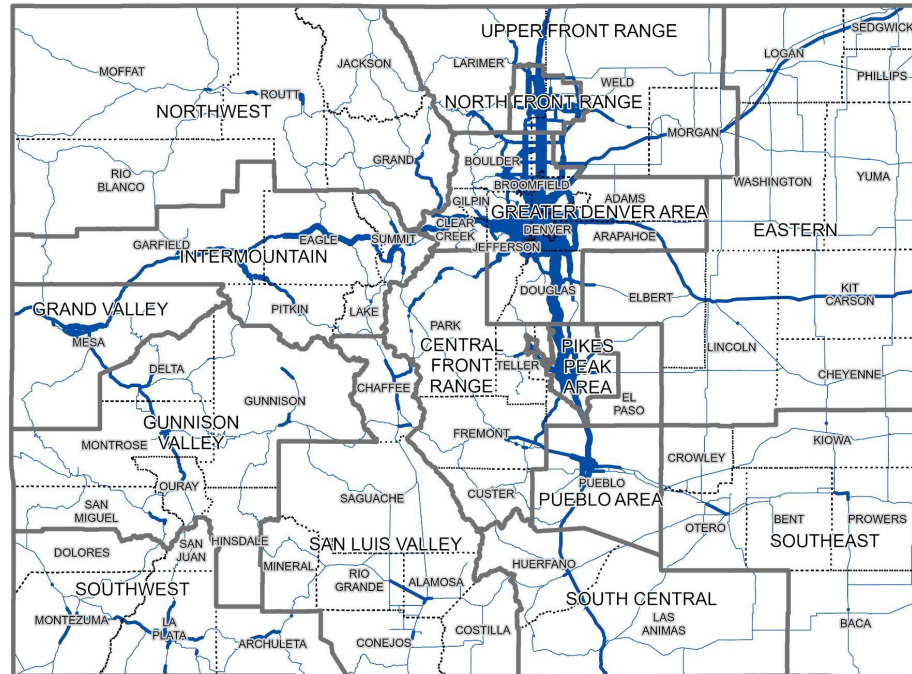 UPPER FRONT RANGE
SEDGWICK
LOGAN
MOFFAT
JACKSON
LARIMER
WELD
PHILLIPS
ROUTT
NORTHWEST
NORTH FRONT RANGE
MORGAN
GRAND
BOULDER
RIO
BLANCO
BROOMFIELD
WASHINGTON
YUMA
GILPIN
ADAMS
GREATER DENVER AREA
CLEAR
CREEK
DENVER
ARAPAHOE
EASTERN
EAGLE
SUMMIT
GARFIELD
JEFFERSON
INTERMOUNTAIN
DOUGLAS
ELBERT
KIT
CARSON
PITKIN
LAKE
GRAND VALLEY
PARK
MESA
CENTRAL
FRONT
RANGE
PIKES
PEAK
AREA
LINCOLN
DELTA
TELLER
CHEYENNE
CHAFFEE
GUNNISON
EL
PASO
GUNNISON
VALLEY
MONTROSE
FREMONT
KIOWA
CROWLEY
OURAY
PUEBLO
SAGUACHE
CUSTER
PUEBLO AREA
SAN
MIGUEL
OTERO
BENT
PROWERS
SAN
JUAN
HINSDALE
SAN LUIS VALLEY
SOUTHEAST
DOLORES
MINERAL
HUERFANO
RIO
GRANDE
ALAMOSA
SOUTHWEST
SOUTH CENTRAL
MONTEZUMA
LA
PLATA
LAS
ANIMAS
COSTILLA
BACA
ARCHULETA
CONEJOS